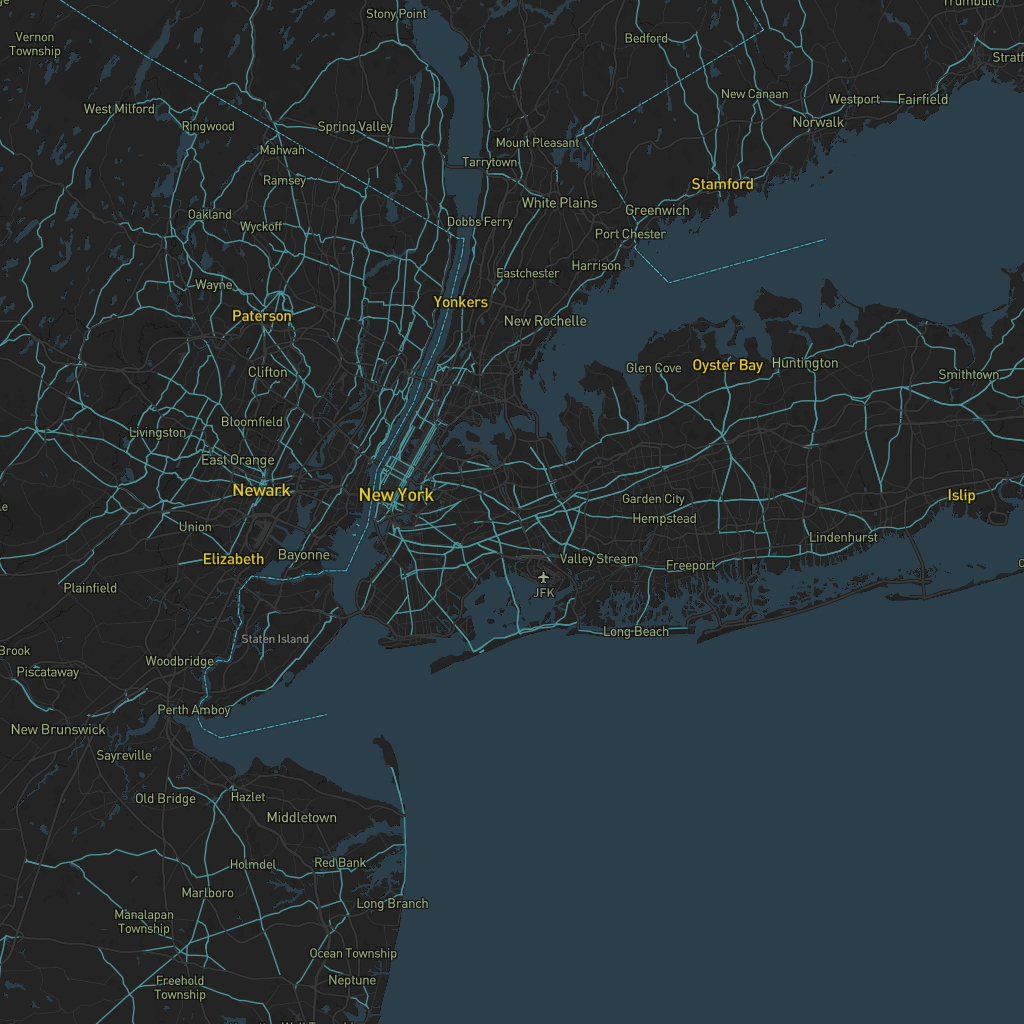 Trumbull
Stony Point
Vernon
Township
Bedford
New Canaan
Westport
Fairfield
West Milford
Ringwood
Spring Valley
Norwalk
Mahwah
Mount Pleasant
Tarrytown
Ramsey
Stamford
White Plains
Oakland
Greenwich
Wyckoff
Dobbs Ferry
Port Chester
Eastchester
Harrison
Wayne
Yonkers
Paterson
New Rochelle
Clifton
Glen Cove
Oyster Bay
Huntington
Smithtown
Bloomfield
Livingston
East Orange
Newark
New York
Garden City
Islip
Hempstead
Union
Lindenhurst
Elizabeth
Bayonne
Valley Stream
Freeport
Plainfield
JFK
Long Beach
Staten Island
Brook
Woodbridge
Piscataway
Perth Amboy
New Brunswick
Sayreville
Old Bridge
Hazlet
Middletown
Holmdel
Red Bank
Marlboro
Long Branch
Manalapan
Township
Ocean Township
Freehold
Township
Neptune